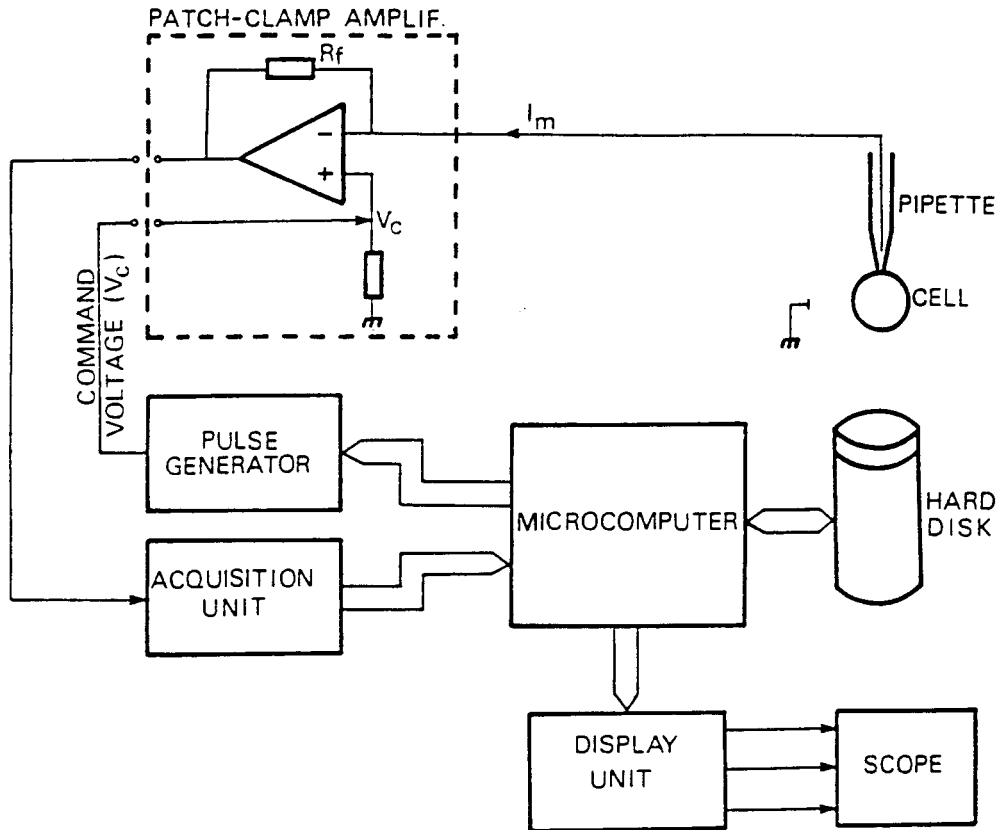 PATCH-CLAMP AMPLIF.
Rf
-
+
Im
Vc
PIPETTE
CELL
COMMAND
VOLTAGE (Vc)
PULSE
GENERATOR
MICROCOMPUTER
HARD
DISK
ACQUISITION
UNIT
DISPLAY
UNIT
SCOPE